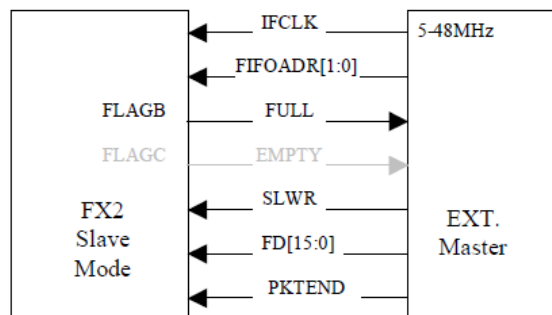 IFCLK
5-48MHz
FIFOADR[1:0]
FLAGB FULL
FLAGC EMPTY
SLWR
FX2
Slave
Mode
FD[15:0]
EXT.
Master
PKTEND